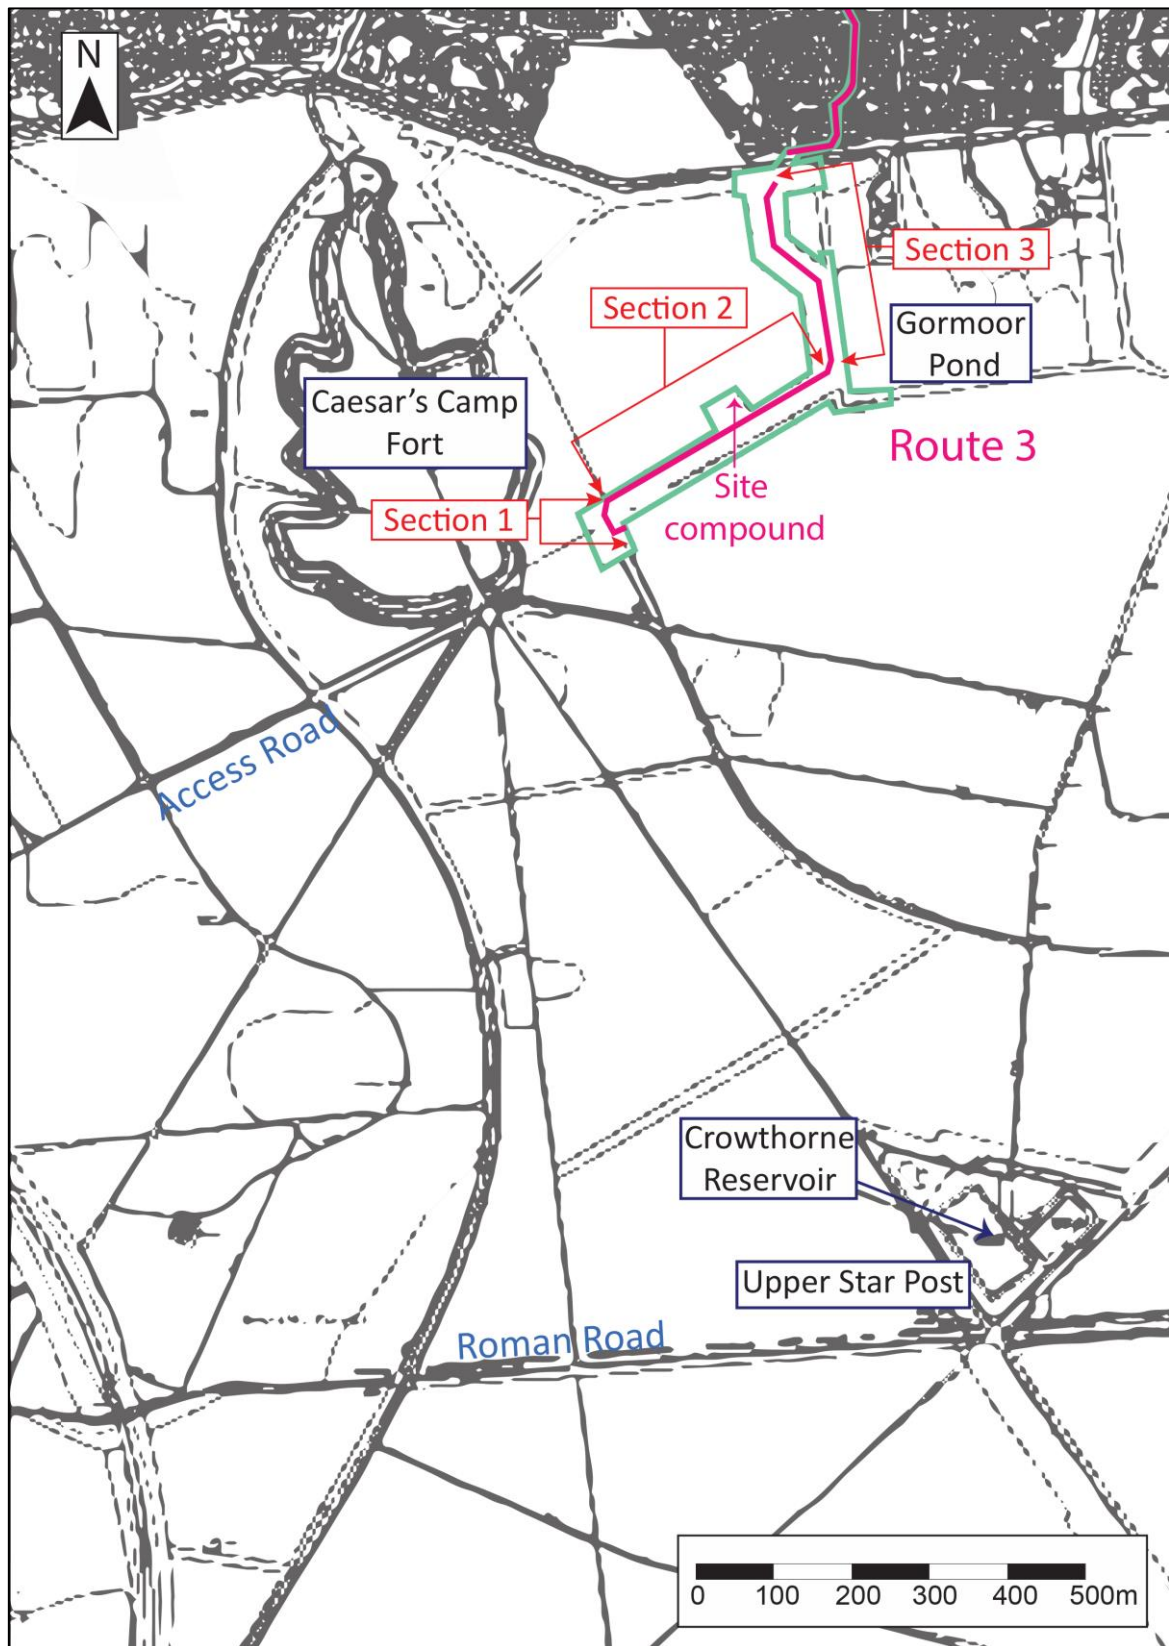 N
Section 3
Section 2
Gormoor
Pond
Caesar's Camp
Fort
Route 3
Site
compound
Section 1
Access Road
Crowthorne
Reservoir
Upper Star Post
Roman Road
0 100 200 300 400 500m